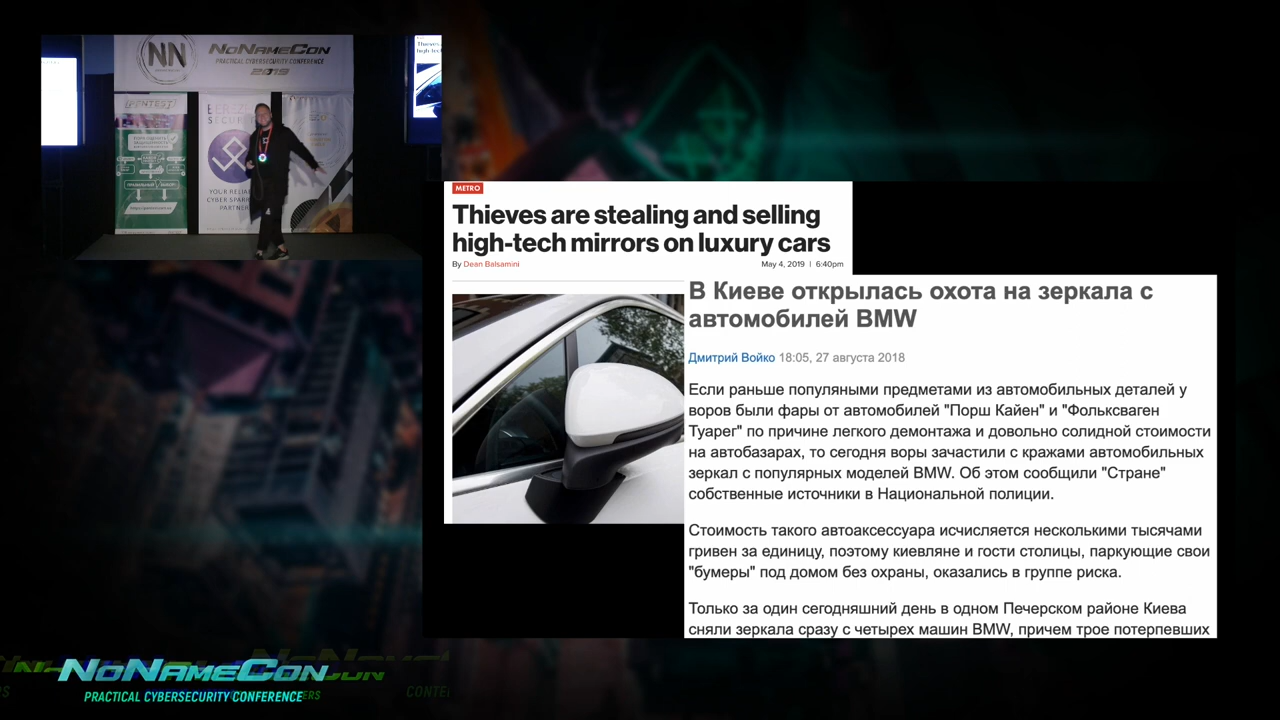 NN
NoNameCon
PRACTICAL CYBERSECURITY CONFERENCE
2019
YOUR
CYBER
PARTNER
Thieves
METRO
Thieves are stealing and selling
high-tech mirrors on luxury cars
By Dean Balsamini May 4, 2019 | 6:40pm
В Киеве открылась охота на зеркала с
автомобилей BMW
Дмитрий Войко 18:05, 27 августа 2018
Если раньше популяными предметами из автомобильных деталей у
воров были фары от автомобилей "Порш Кайен" и "Фольксваген
Туарег" по причине легкого демонтажа и довольно солидной стоимости
на автобазарах, то сегодня воры зачастили с кражами автомобильных
зеркал с популярных моделей BMW. Об этом сообщили "Стране"
собственные источники в Национальной полиции.
Стоимость такого автоаксессуара исчисляется несколькими тысячами
гривен за единицу, поэтому киевляне и гости столицы, паркующие свои
"бумеры" под домом без охраны, оказались в группе риска.
Только за один сегодняшний день в одном Печерском районе Киева
сняли зеркала сразу с четырех машин BMW, причем трое потерпевших
NoNameCon
PRACTICAL CYBERSECURITY CONFERENCE